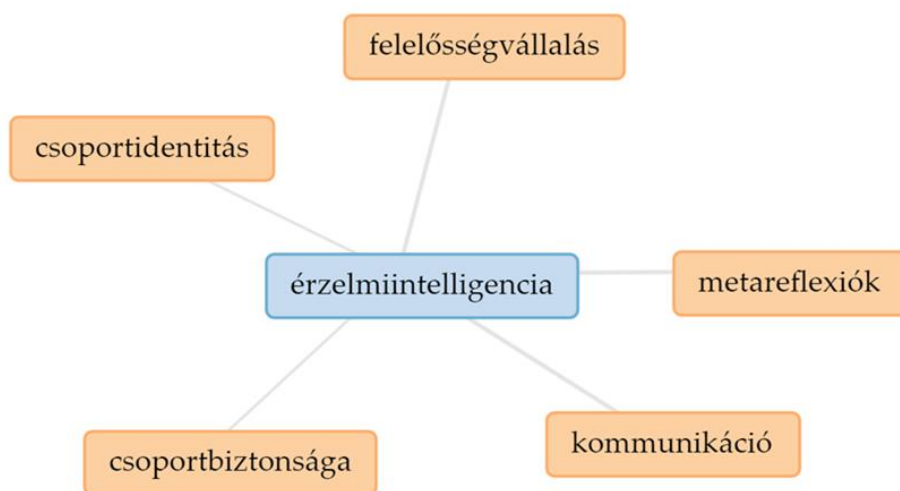 felelősségvállalás
csoportidentitás
érzelmiintelligencia
metareflexiók
kommunikáció
csoportbiztonsága